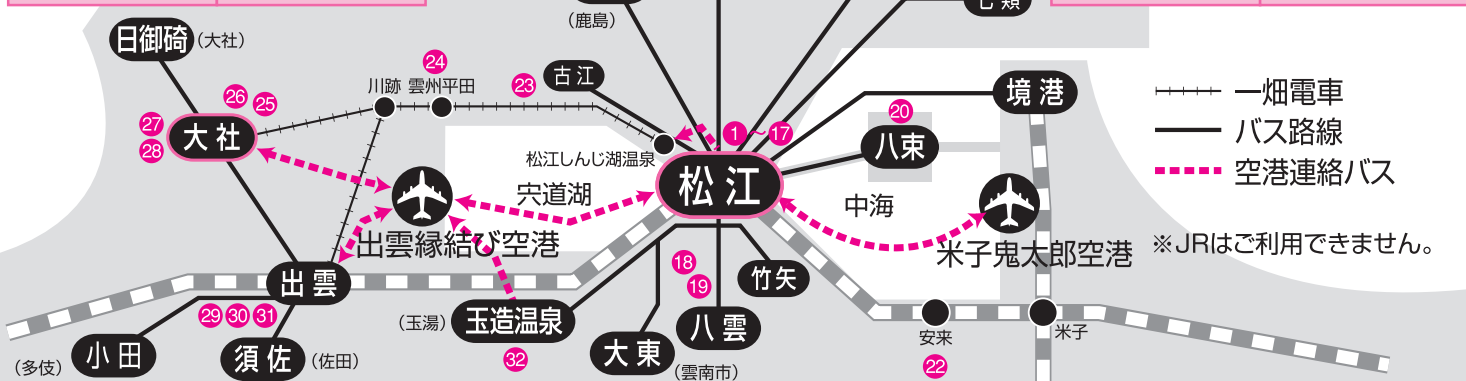 (鹿島)
日御碕 (大社)
24
川跡 雲州平田
23
古江
26 25
27
28
大社
1~17
20
境港
八束
松江しんじ湖温泉
松江
宍道湖
中海
出雲縁結び空港
米子鬼太郎空港
一畑電車
バス路線
空港連絡バス
※JRはご利用できません。
出雲
18
19
竹矢
29 30 31
(玉湯) 玉造温泉
32
八雲
大東
(雲南市)
安来
22
米子
小田
(多伎)
須佐 (佐田)